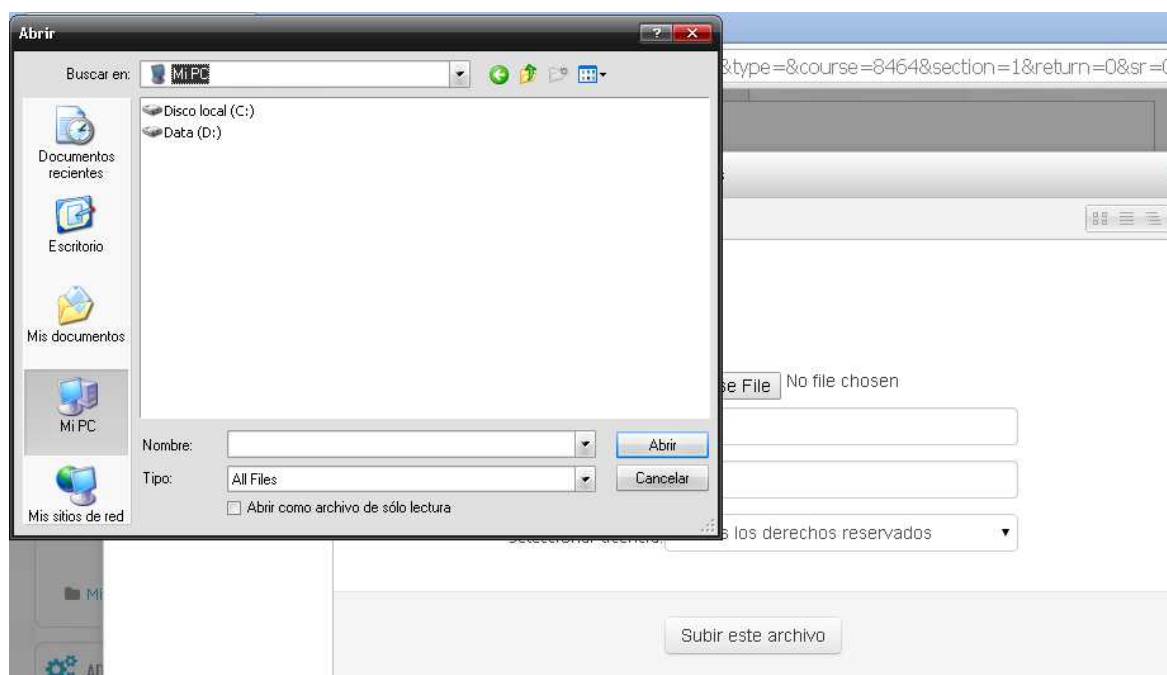 Abrir
Buscar en: Mi PC
Disco local (C:)
Data (D:)
Documentos
recientes
Escritorio
Mis documentos
Mi PC
Mis sitios de red
Nombre:
Abrir
Tipo: All Files
Cancelar
Abrir como archivo de sólo lectura
&type=&course=8464&section=1&return=0&sr=0
se File No file chosen
s los derechos reservados
Mi
Subir este archivo